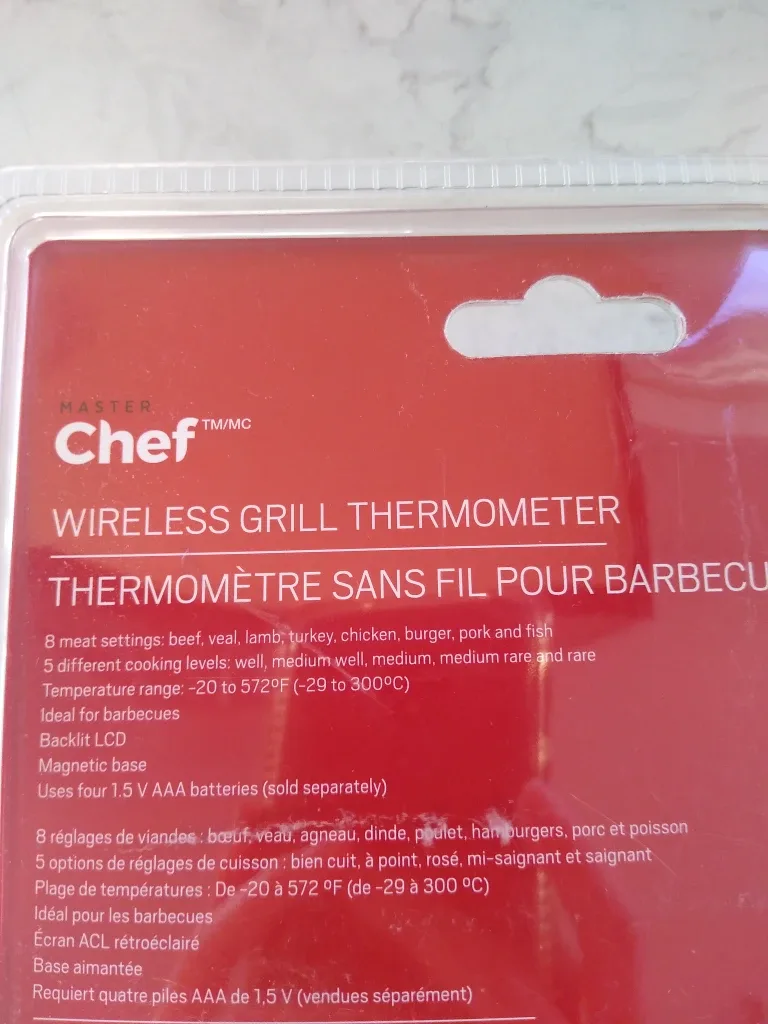 MASTER
Chef TM/MC
WIRELESS GRILL THERMOMETER
THERMOMÈTRE SANS FIL POUR BARBECU
8 meat settings: beef, veal, lamb, turkey, chicken, burger, pork and fish
5 different cooking levels: well, medium well, medium, medium rare and rare
Temperature range: -20 to 572ºF (-29 to 300ºC)
Ideal for barbecues
Backlit LCD
Magnetic base
Uses four 1.5 V AAA batteries (sold separately)
8 réglages de viandes : bœuf, veau, agneau, dinde, poulet, hamburgers, porc et poisson
5 options de réglages de cuisson : bien cuit, à point, rosé, mi-saignant et saignant
Plage de températures : De -20 à 572 ºF (de -29 à 300 ºC)
Idéal pour les barbecues
Écran ACL rétroéclairé
Base aimantée
Requiert quatre piles AAA de 1,5 V (vendues séparément)